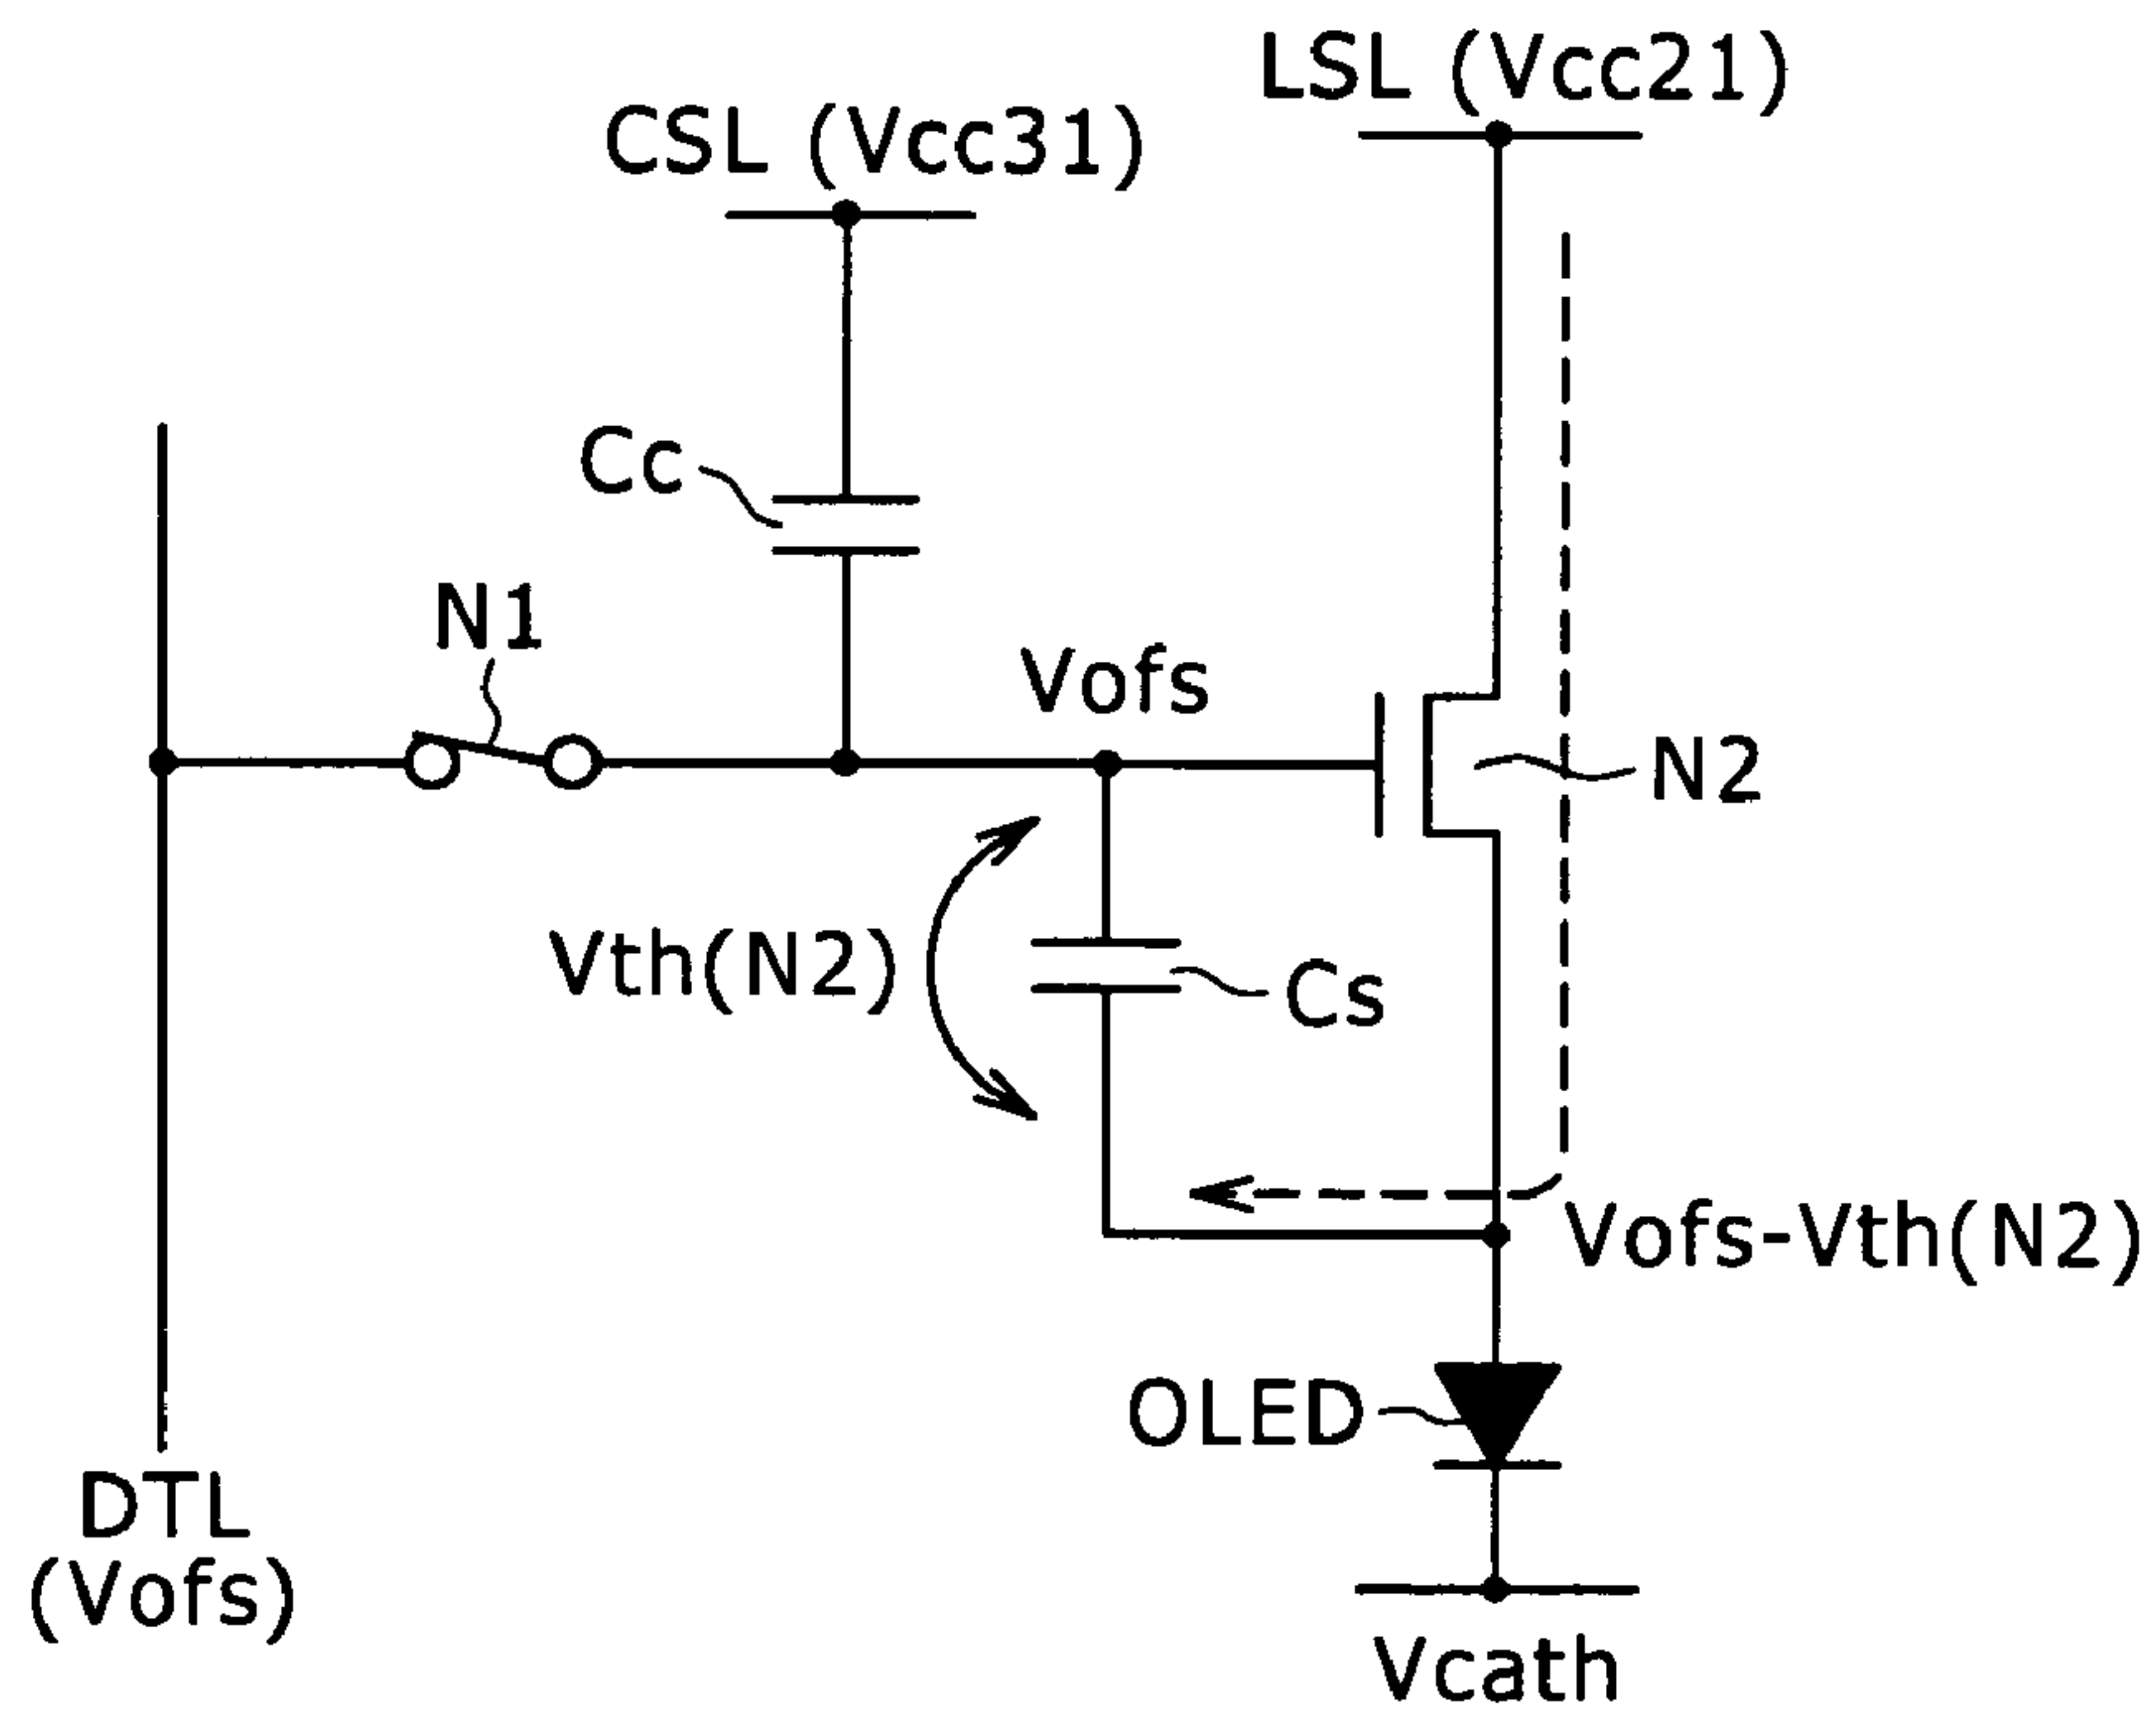 LSL (Vcc21)
CSL (Vcc31)
Cc
N1
Vofs
N2
Vth(N2)
Cs
Vofs-Vth(N2)
OLED
DTL
(Vofs)
Vcath